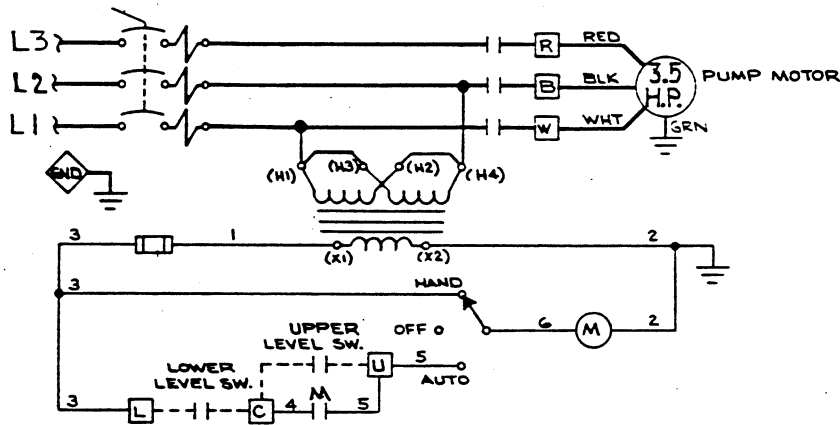 L3
R
RED
L2
B
BLK
3.5
H.P.
PUMP MOTOR
L1
W
WHT
GRN
GND
(H1)
(H3)
(H2)
(H4)
3
1
(X1)
(X2)
2
3
HAND
OFF
6
M
2
UPPER
LEVEL SW.
U
5
AUTO
LOWER
LEVEL SW.
3
L
C
4
M
5